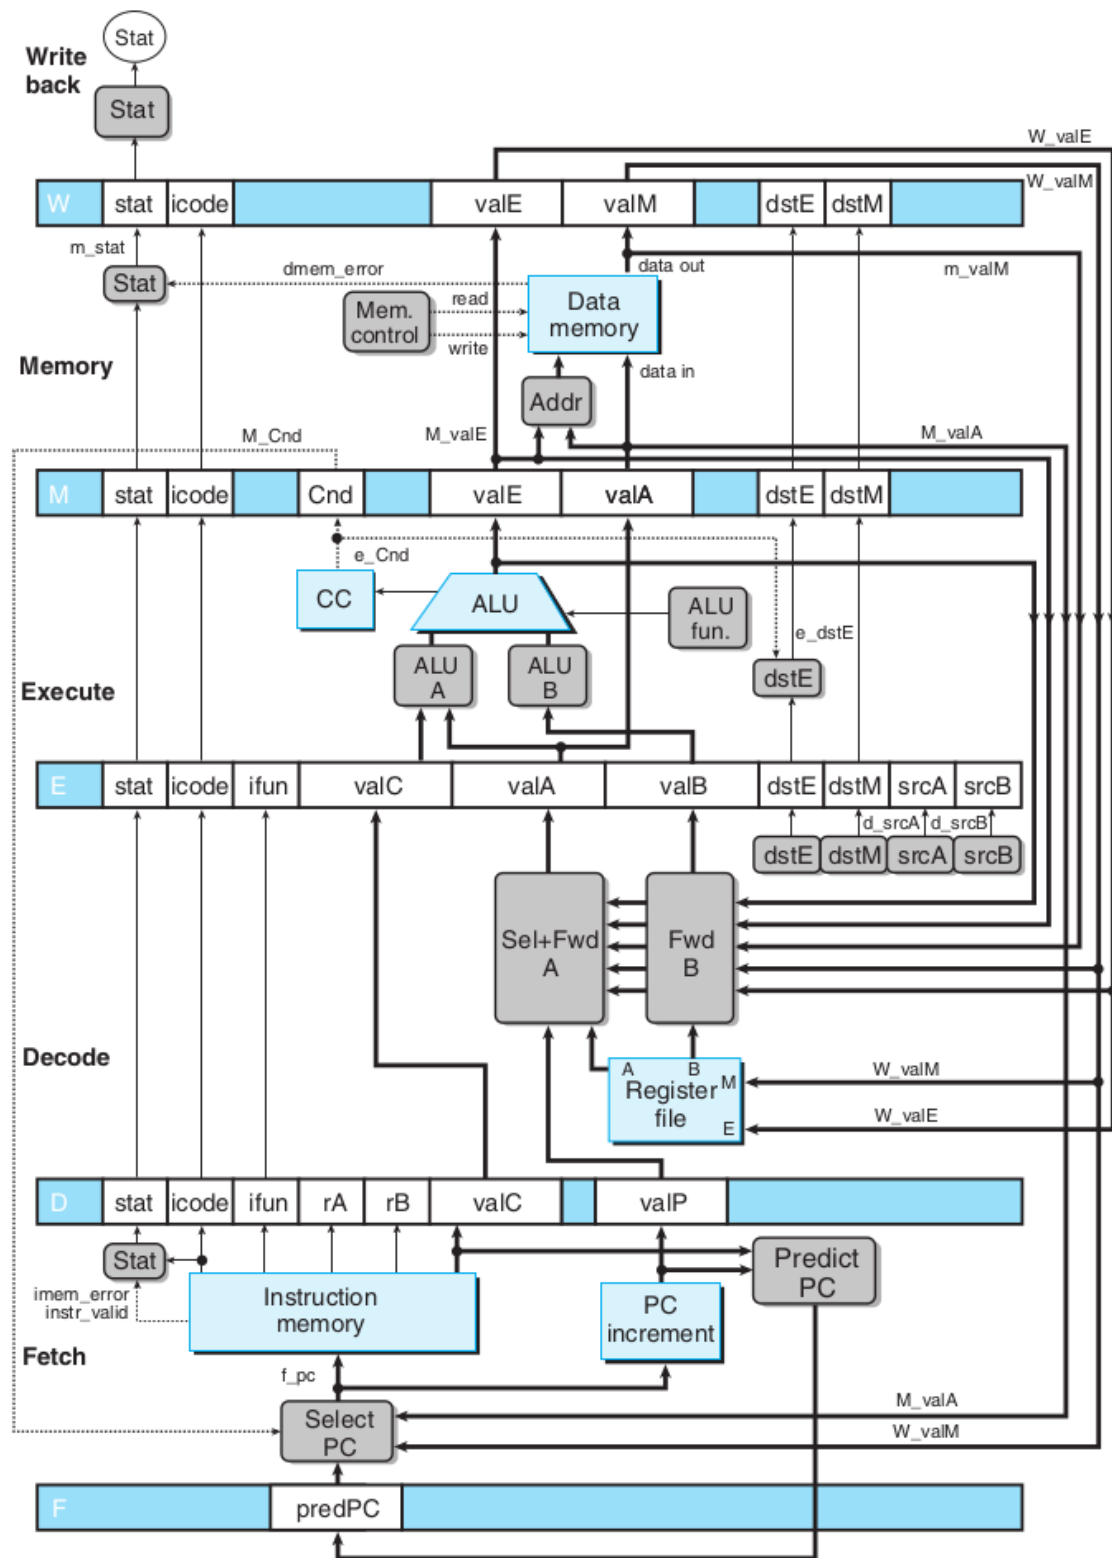 Stat
Write
back
Stat
W_valE
W_valM
W
stat
icode
valE
valM
dstE
dstM
m_stat
data out
m_valM
dmem_error
Stat
Mem.
control
read
write
Data
memory
Memory
data in
Addr
M_Cnd
M_valE
M_valA
M
stat
icode
Cnd
valE
valA
dstE
dstM
e_Cnd
CC
ALU
ALU
fun.
e_dstE
ALU
A
ALU
B
dstE
Execute
E
stat
icode
ifun
valC
valA
valB
dstE
dstM
srcA
srcB
d_srcA
d_srcB
dstE
dstM
srcA
srcB
Sel+Fwd
A
Fwd
B
Decode
A
B
M
Register
file
E
W_valM
W_valE
D
stat
icode
ifun
rA
rB
valC
valP
Stat
imem_error
instr_valid
Instruction
memory
PC
increment
Predict
PC
Fetch
f_pc
M_valA
W_valM
Select
PC
F
predPC